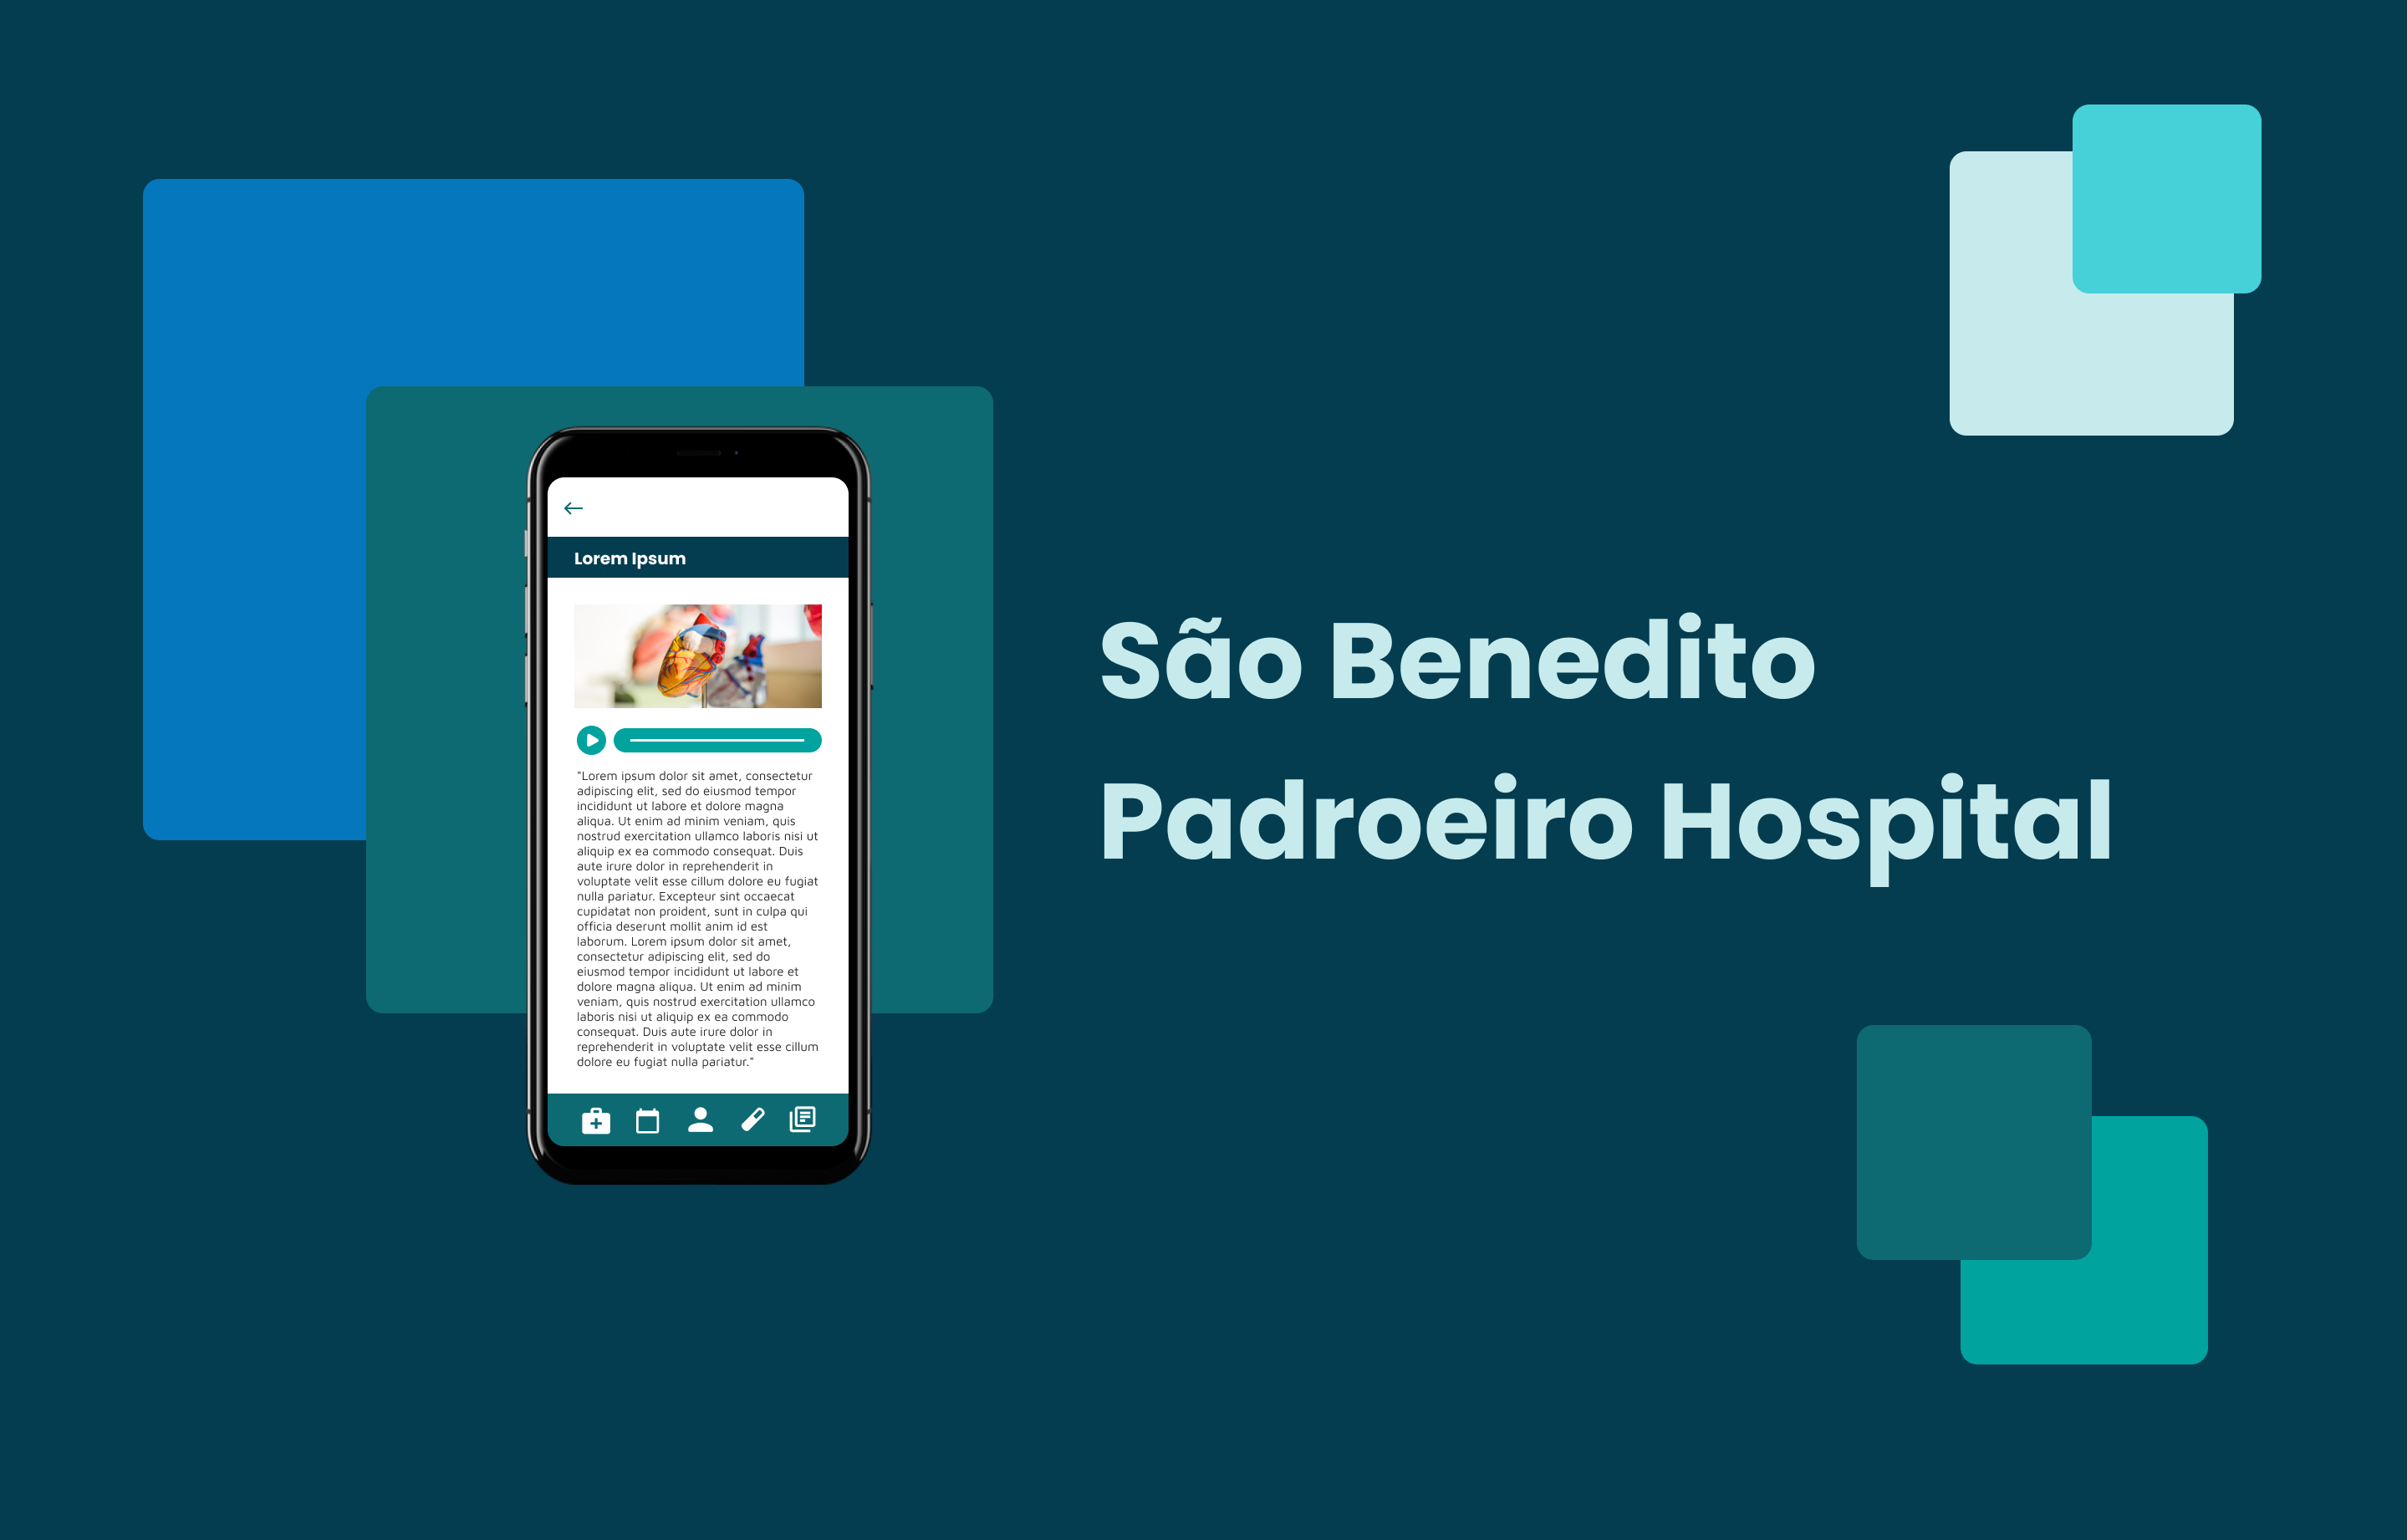 Lorem Ipsum
"Lorem ipsum dolor sit amet, consectetur
adipiscing elit, sed do eiusmod tempor
incididunt ut labore et dolore magna
aliqua. Ut enim ad minim veniam, quis
nostrud exercitation ullamco laboris nisi ut
aliquip ex ea commodo consequat. Duis
aute irure dolor in reprehenderit in
voluptate velit esse cillum dolore eu fugiat
nulla pariatur. Excepteur sint occaecat
cupidatat non proident, sunt in culpa qui
officia deserunt mollit anim id est
laborum. Lorem ipsum dolor sit amet,
consectetur adipiscing elit, sed do
eiusmod tempor incididunt ut labore et
dolore magna aliqua. Ut enim ad minim
veniam, quis nostrud exercitation ullamco
laboris nisi ut aliquip ex ea commodo
consequat. Duis aute irure dolor in
reprehenderit in voluptate velit esse cillum
dolore eu fugiat nulla pariatur."
São Benedito
Padroeiro Hospital